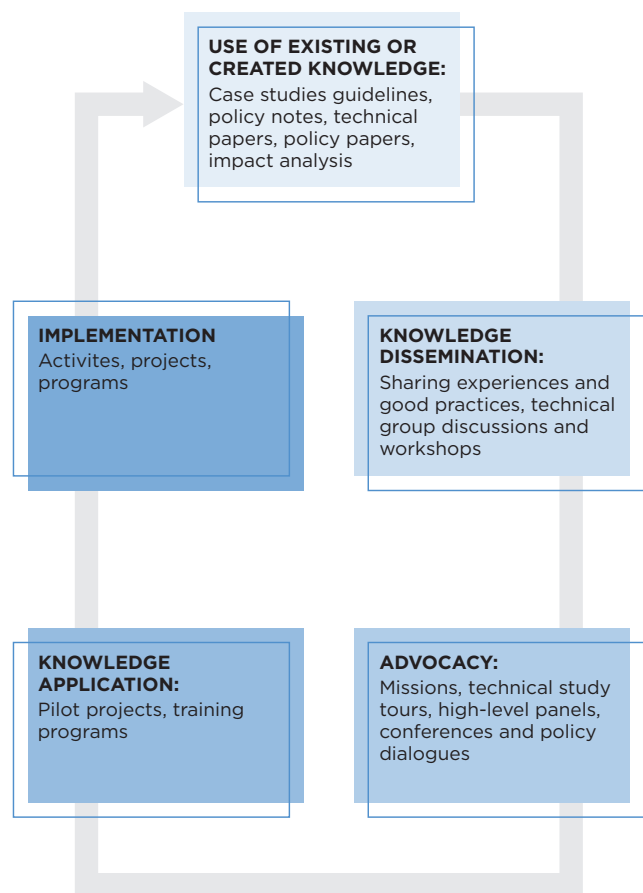 USE OF EXISTING OR
CREATED KNOWLEDGE:
Case studies guidelines,
policy notes, technical
papers, policy papers,
impact analysis
IMPLEMENTATION
Activites, projects,
programs
KNOWLEDGE
DISSEMINATION:
Sharing experiences and
good practices, technical
group discussions and
workshops
KNOWLEDGE
APPLICATION:
Pilot projects, training
programs
ADVOCACY:
Missions, technical study
tours, high-level panels,
conferences and policy
dialogues